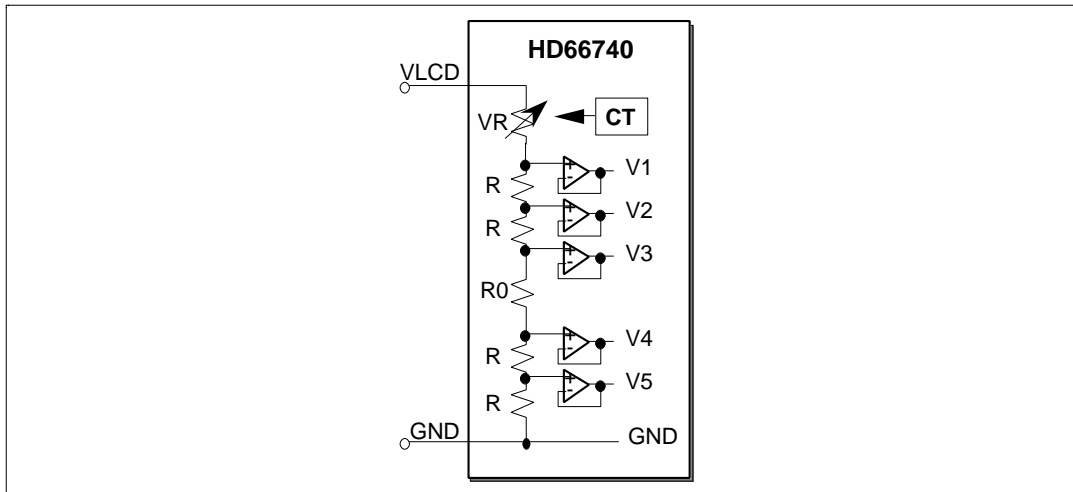 HD66740
VLCD
VR
CT
+
-
V1
R
+
-
V2
R
+
-
V3
R0
+
-
V4
R
+
-
V5
R
GND
GND